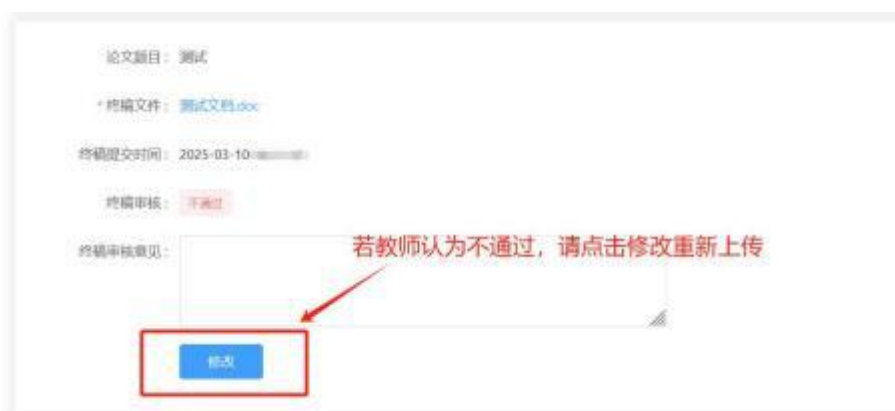 论文题目： 测试
*终稿文件： 测试文档.doc
终稿提交时间： 2025-03-10
终稿审核： 不通过
终稿审核意见：
若教师认为不通过，请点击修改重新上传
修改